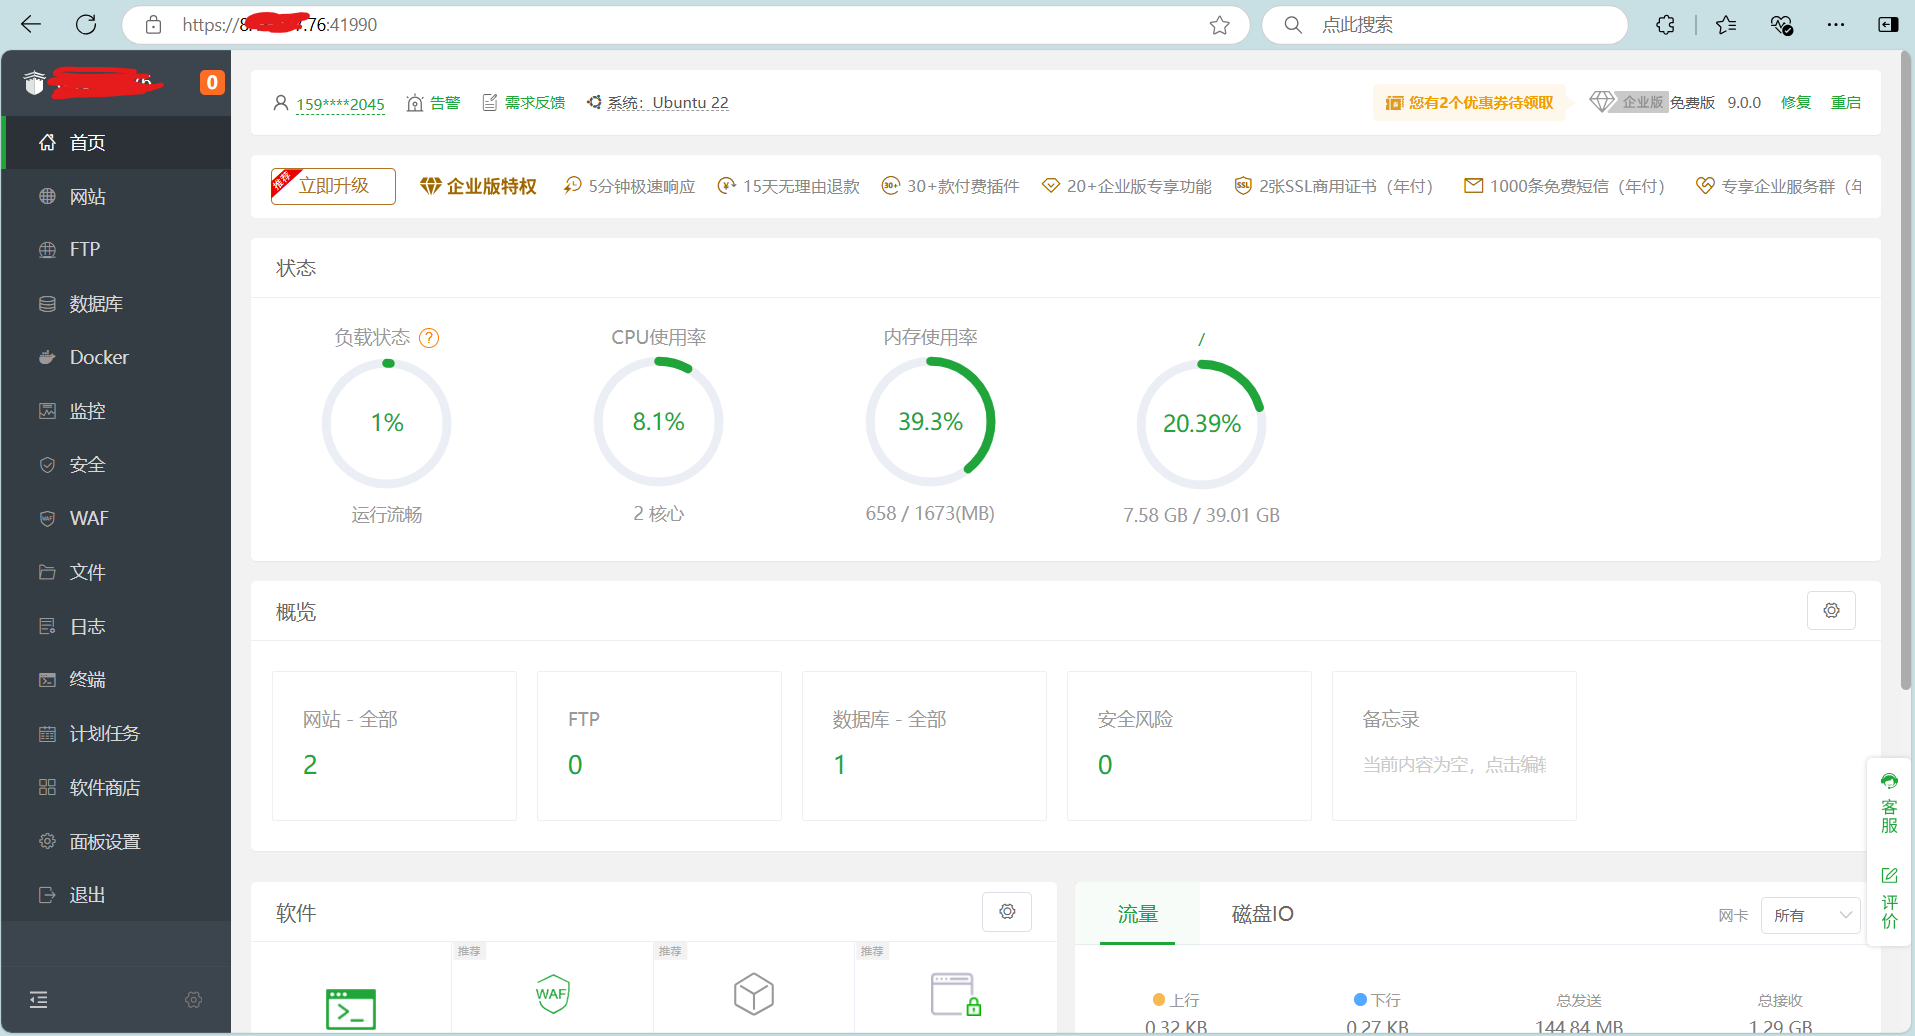 https://8
.76:41990
点此搜索
0
首页
网站
FTP
数据库
Docker
监控
安全
WAF
文件
日志
终端
计划任务
软件商店
面板设置
退出
159****2045 告警 需求反馈 系统: Ubuntu 22 您有2个优惠券待领取 企业版 免费版 9.0.0 修复 重启
推荐 立即升级 企业版特权 5分钟极速响应 15天无理由退款 30+ 30+款付费插件 20+企业版专享功能 SSL 2张SSL商用证书（年付） 1000条免费短信（年付） 专享企业服务群（年
状态
负载状态 ? CPU使用率 内存使用率 /
1% 8.1% 39.3% 20.39%
运行流畅 2 核心 658 / 1673(MB) 7.58 GB / 39.01 GB
概览
网站 - 全部 FTP 数据库 - 全部 安全风险 备忘录
2 0 1 0 当前内容为空，点击编辑
客服
评价
软件
推荐 推荐 推荐
WAF
流量 磁盘IO 网卡 所有
上行 下行 总发送 总接收
0.32 KB 0.27 KB 144.84 MB 1.29 GB